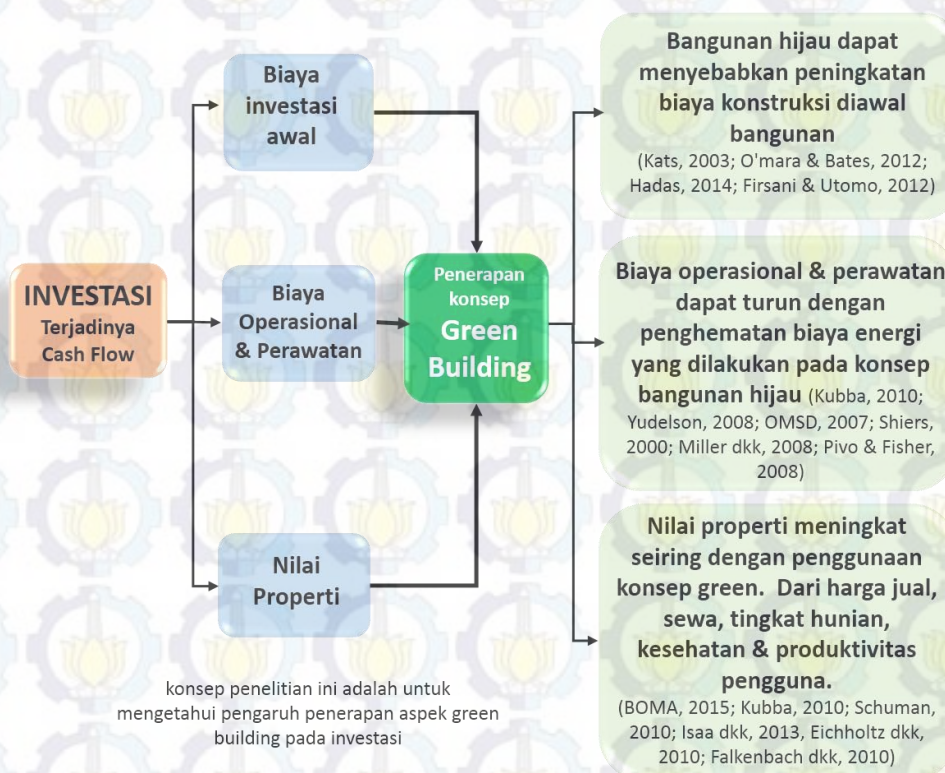 INVESTASI
Terjadinya
Cash Flow
Biaya
investasi
awal
Biaya
Operasional
& Perawatan
Nilai
Properti
Penerapan
konsep
Green
Building
Bangunan hijau dapat
menyebabkan peningkatan
biaya konstruksi diawal
bangunan
(Kats, 2003; O'mara & Bates, 2012;
Hadas, 2014; Firsani & Utomo, 2012)
Biaya operasional & perawatan
dapat turun dengan
penghematan biaya energi
yang dilakukan pada konsep
bangunan hijau (Kubba, 2010;
Yudelson, 2008; OMSD, 2007; Shiers,
2000; Miller dkk, 2008; Pivo & Fisher,
2008)
Nilai properti meningkat
seiring dengan penggunaan
konsep green. Dari harga jual,
sewa, tingkat hunian,
kesehatan & produktivitas
pengguna.
(BOMA, 2015; Kubba, 2010; Schuman,
2010; Isaa dkk, 2013, Eichholtz dkk,
2010; Falkenbach dkk, 2010)
konsep penelitian ini adalah untuk
mengetahui pengaruh penerapan aspek green
building pada investasi